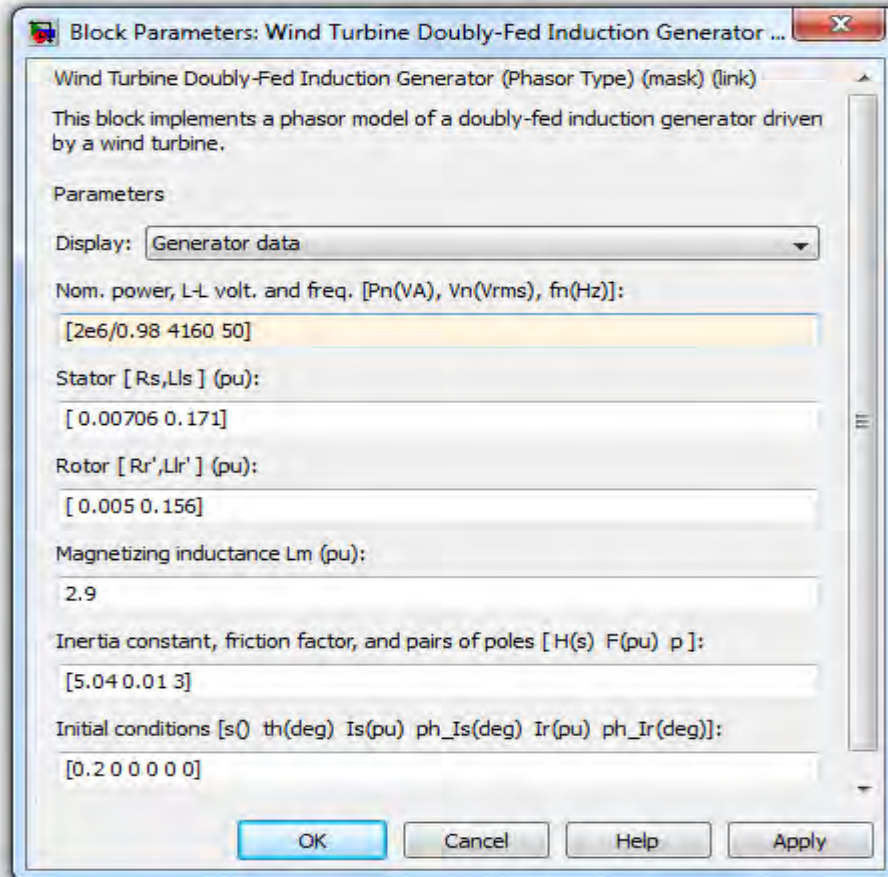 Block Parameters: Wind Turbine Doubly-Fed Induction Generator ...
Wind Turbine Doubly-Fed Induction Generator (Phasor Type) (mask) (link)
This block implements a phasor model of a doubly-fed induction generator driven
by a wind turbine.
Parameters
Display: Generator data
Nom. power, L-L volt. and freq. [Pn(VA), Vn(Vrms), fn(Hz)]:
[2e6/0.98 4160 50]
Stator [ Rs,Lls ] (pu):
[ 0.00706 0.171]
Rotor [ Rr',Llr' ] (pu):
[ 0.005 0.156]
Magnetizing inductance Lm (pu):
2.9
Inertia constant, friction factor, and pairs of poles [ H(s) F(pu) p ]:
[5.04 0.01 3]
Initial conditions [s() th(deg) Is(pu) ph_Is(deg) Ir(pu) ph_Ir(deg)]:
[0.2 0 0 0 0 0]
OK Cancel Help Apply